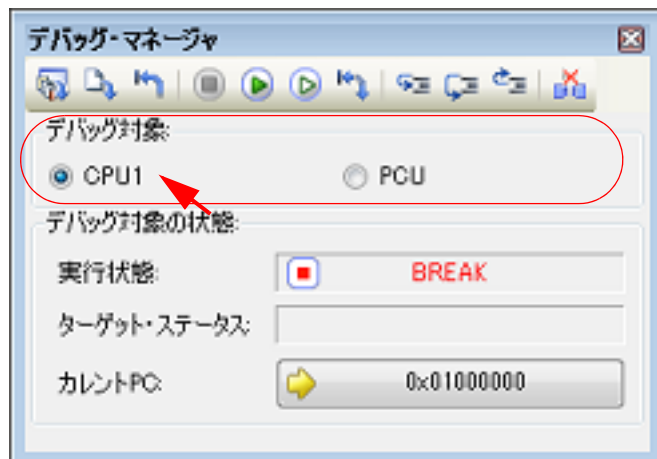 デバッグ・マネージャ
デバッグ対象:
CPU1 PCU
デバッグ対象の状態:
実行状態: BREAK
ターゲット・ステータス:
カレントPC: 0x01000000